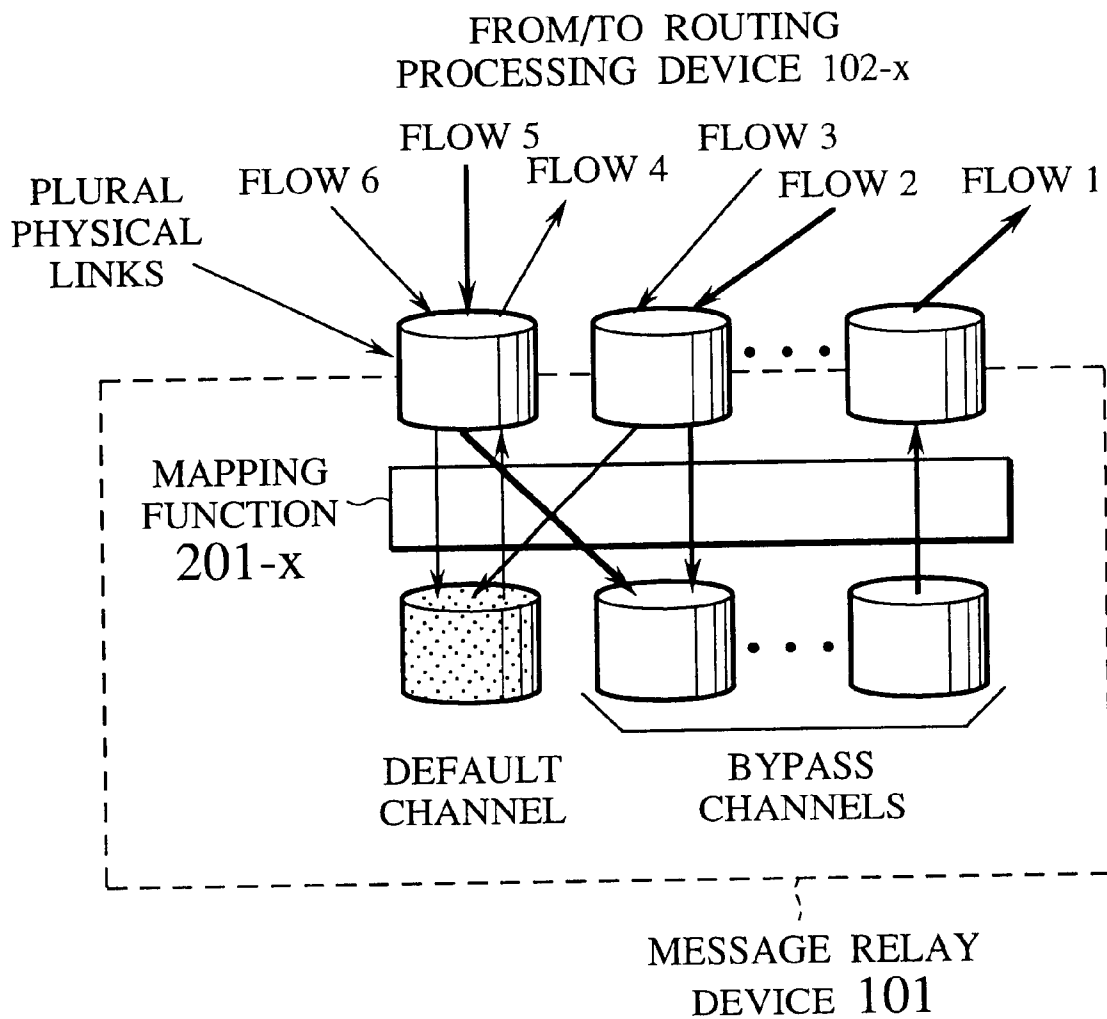 FROM/TO ROUTING
PROCESSING DEVICE 102-x
FLOW 5
FLOW 3
FLOW 6
FLOW 4
FLOW 2
FLOW 1
PLURAL
PHYSICAL
LINKS
MAPPING
FUNCTION
201-x
DEFAULT
CHANNEL
BYPASS
CHANNELS
MESSAGE RELAY
DEVICE 101